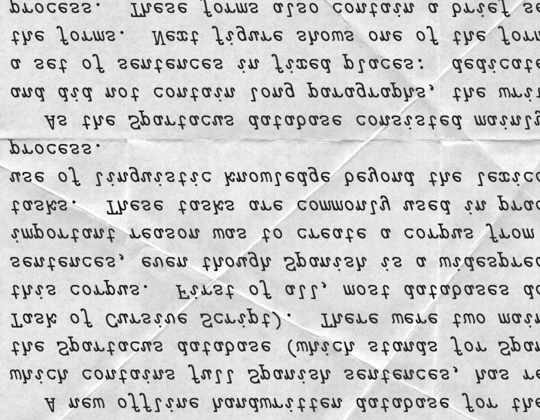 A new offline handwritten database for the
which contains full Spanish sentences, has re
the Spartacus database (which stands for Span
Task of Cursive Script). There were two main
this corpus. First of all, most databases do
sentences, even though Spanish is a widesprea
important reason was to create a corpus from
tasks. These tasks are commonly used in prac
use of linguistic knowledge beyond the lexico
process.
As the Spartacus database consisted mainly
and did not contain long paragraphs, the writ
a set of sentences in fixed places: dedicate
the forms. Next figure shows one of the form
process. These forms also contain a brief se